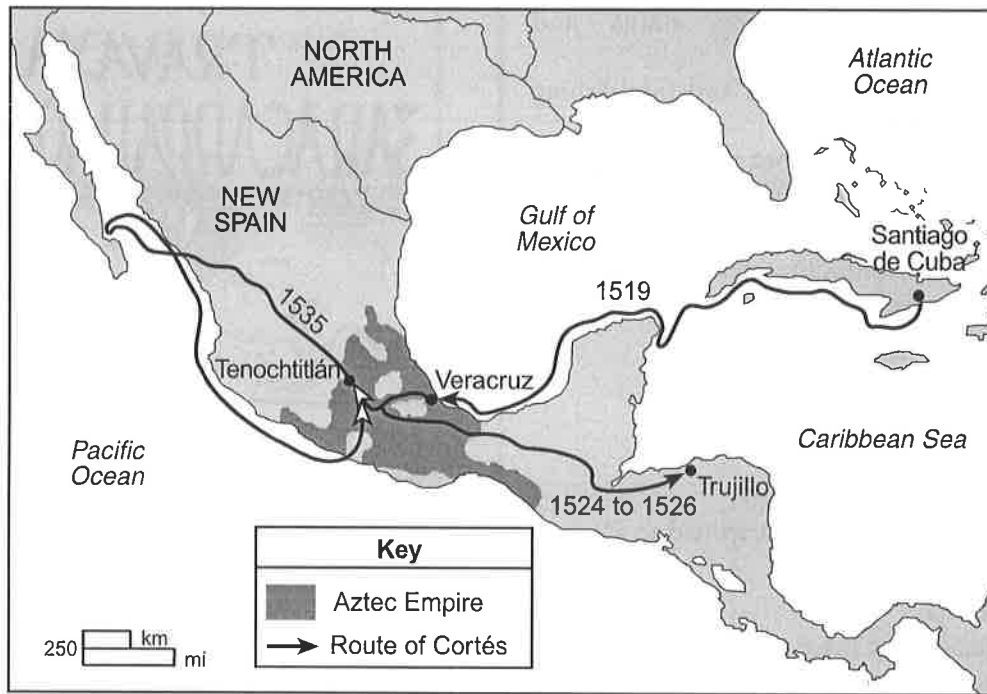 NORTH
AMERICA
Atlantic
Ocean
NEW
SPAIN
Gulf of
Mexico
Santiago
de Cuba
1519
1535
Tenochtitlán
Veracruz
Pacific
Ocean
Caribbean Sea
Trujillo
1524 to 1526
Key
Aztec Empire
Route of Cortés
250
km
mi